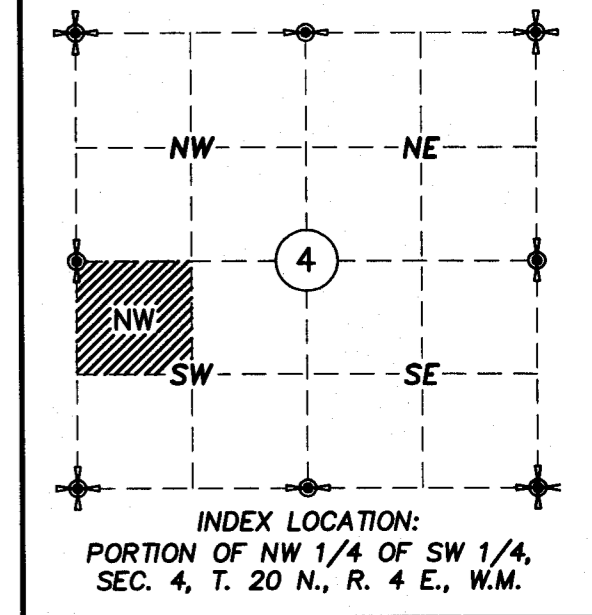 NW NE
4
NW
SW SE
INDEX LOCATION:
PORTION OF NW 1/4 OF SW 1/4,
SEC. 4, T. 20 N., R. 4 E., W.M.